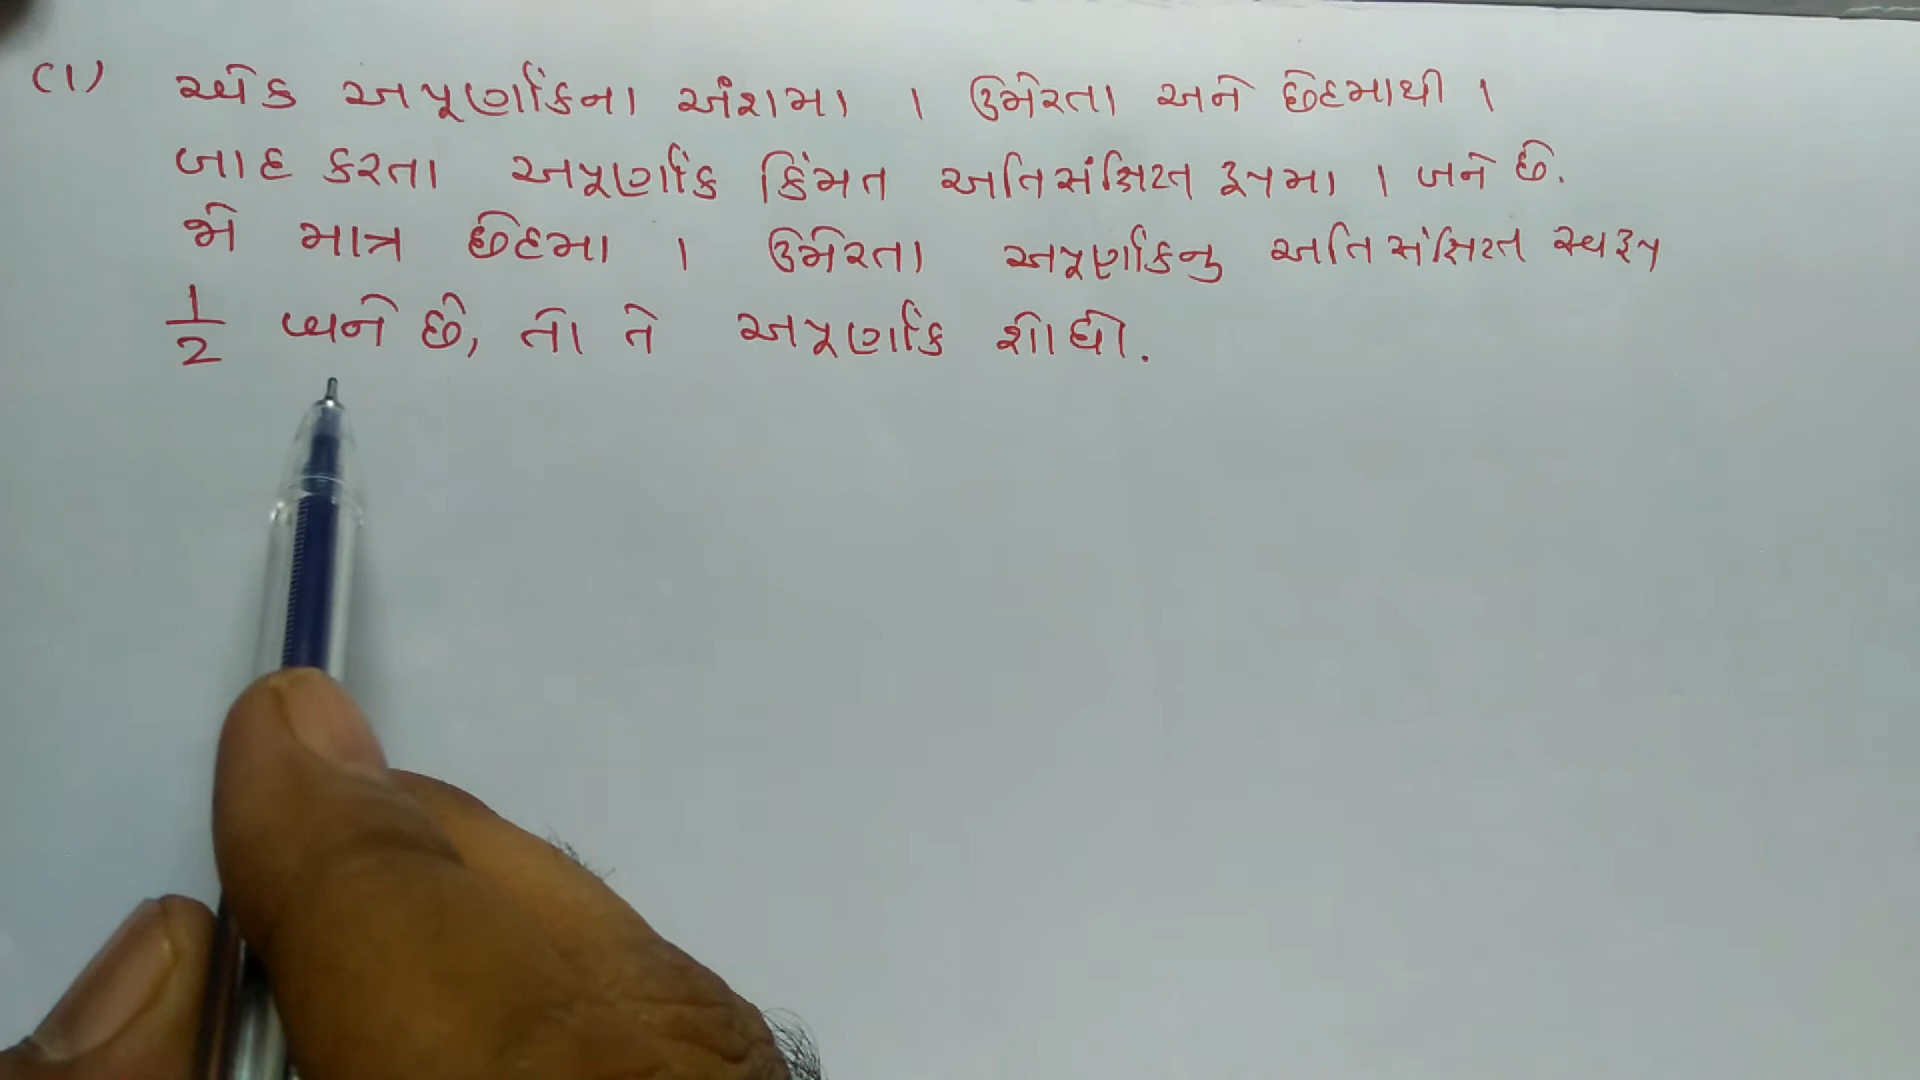 (1) એક અપૂર્ણાંકના અંશમા 1 ઉમેરતા અને છેદમાથી 1
બાદ કરતા અપૂર્ણાંક કિંમત અતિસંક્ષિપ્ત રૂપમા 1 બને છે.
જો માત્ર છેદમા 1 ઉમેરતા અપૂર્ણાંકનુ અતિસંક્ષિપ્ત સ્વરૂપ
1/2 બને છે, તો તે અપૂર્ણાંક શોધો.